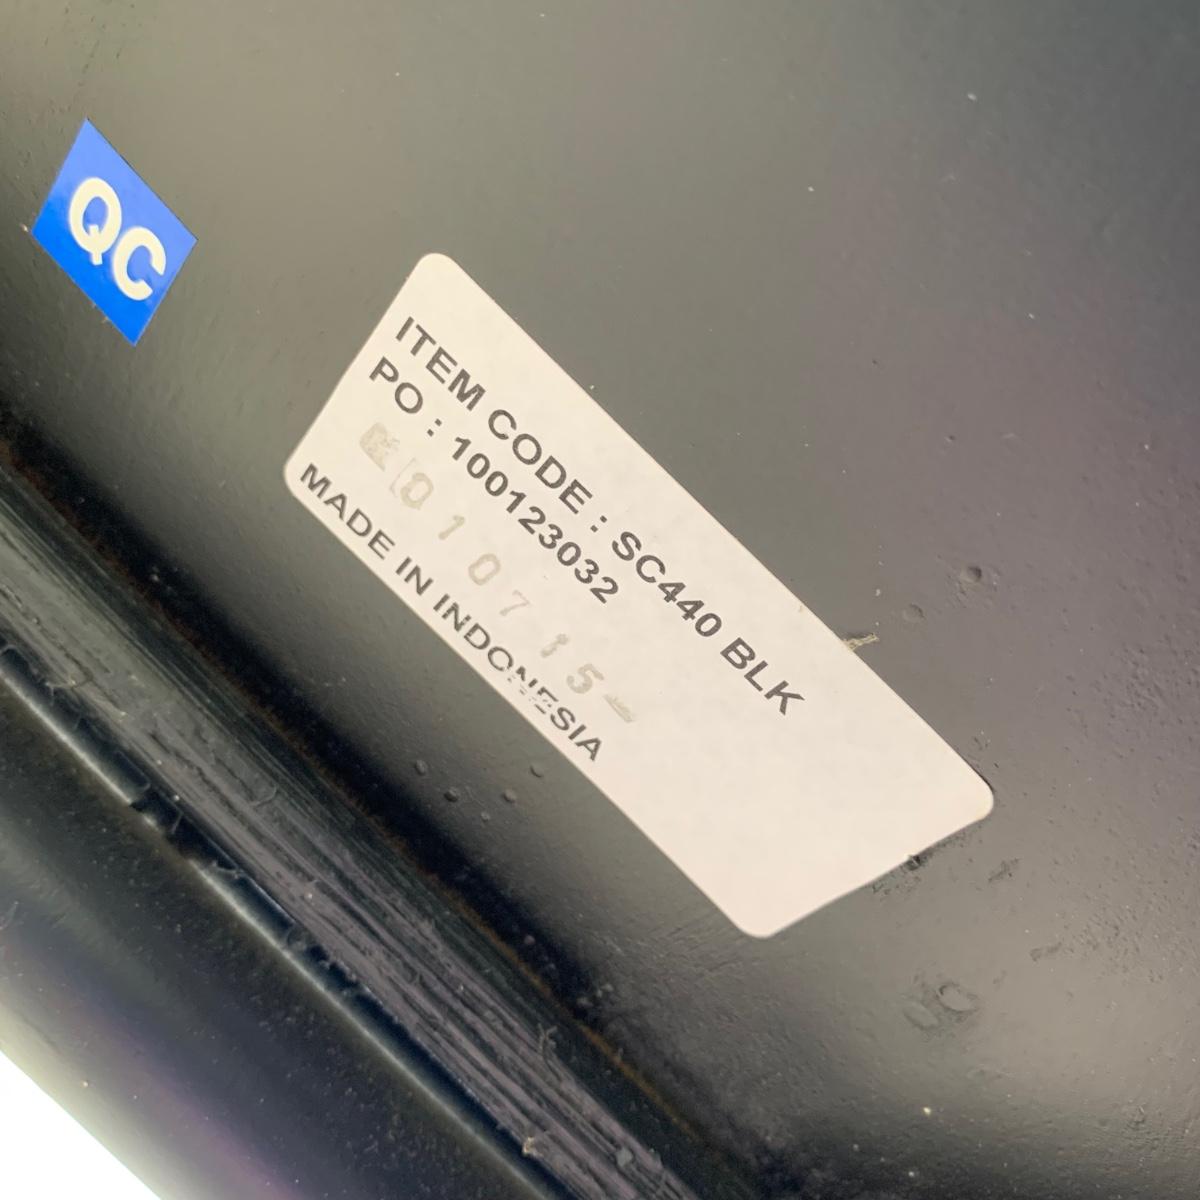 QC
ITEM CODE : SC440 BLK
PO : 100123032
010715
MADE IN INDONESIA